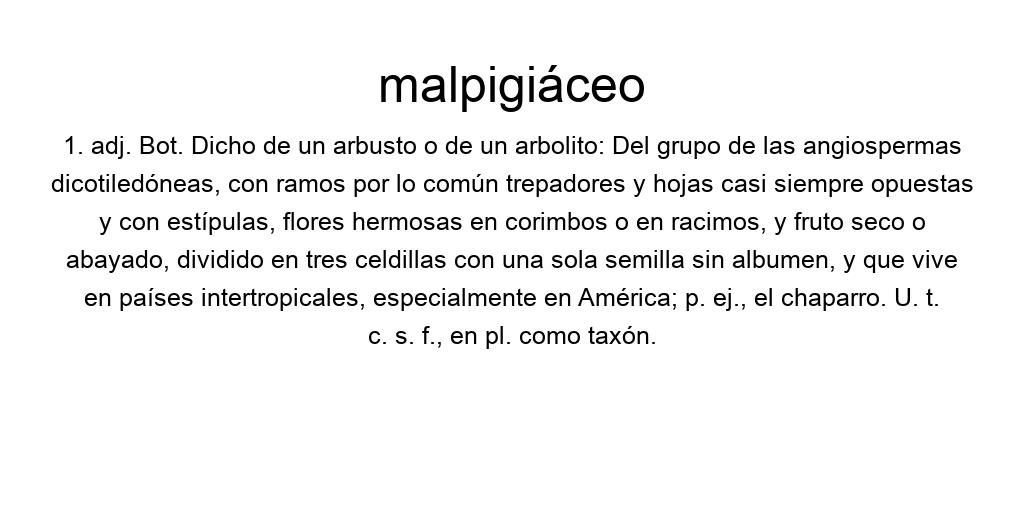 malpigiáceo
1. adj. Bot. Dicho de un arbusto o de un arbolito: Del grupo de las angiospermas
dicotiledóneas, con ramos por lo común trepadores y hojas casi siempre opuestas
y con estípulas, flores hermosas en corimbos o en racimos, y fruto seco o
abayado, dividido en tres celdillas con una sola semilla sin albumen, y que vive
en países intertropicales, especialmente en América; p. ej., el chaparro. U. t.
c. s. f., en pl. como taxón.